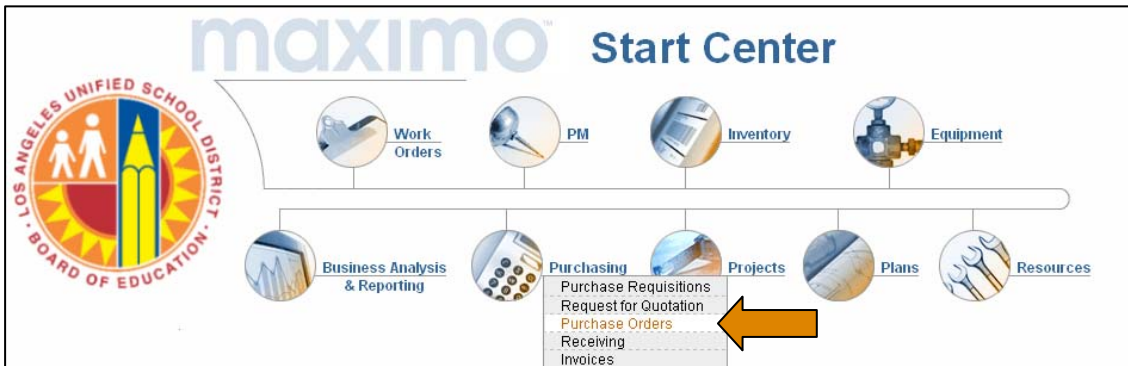 maximo™ Start Center
LOS ANGELES UNIFIED SCHOOL DISTRICT · BOARD OF EDUCATION ·
Work
Orders
PM
Inventory
Equipment
Business Analysis
& Reporting
Purchasing
Projects
Plans
Resources
Purchase Requisitions
Request for Quotation
Purchase Orders
Receiving
Invoices